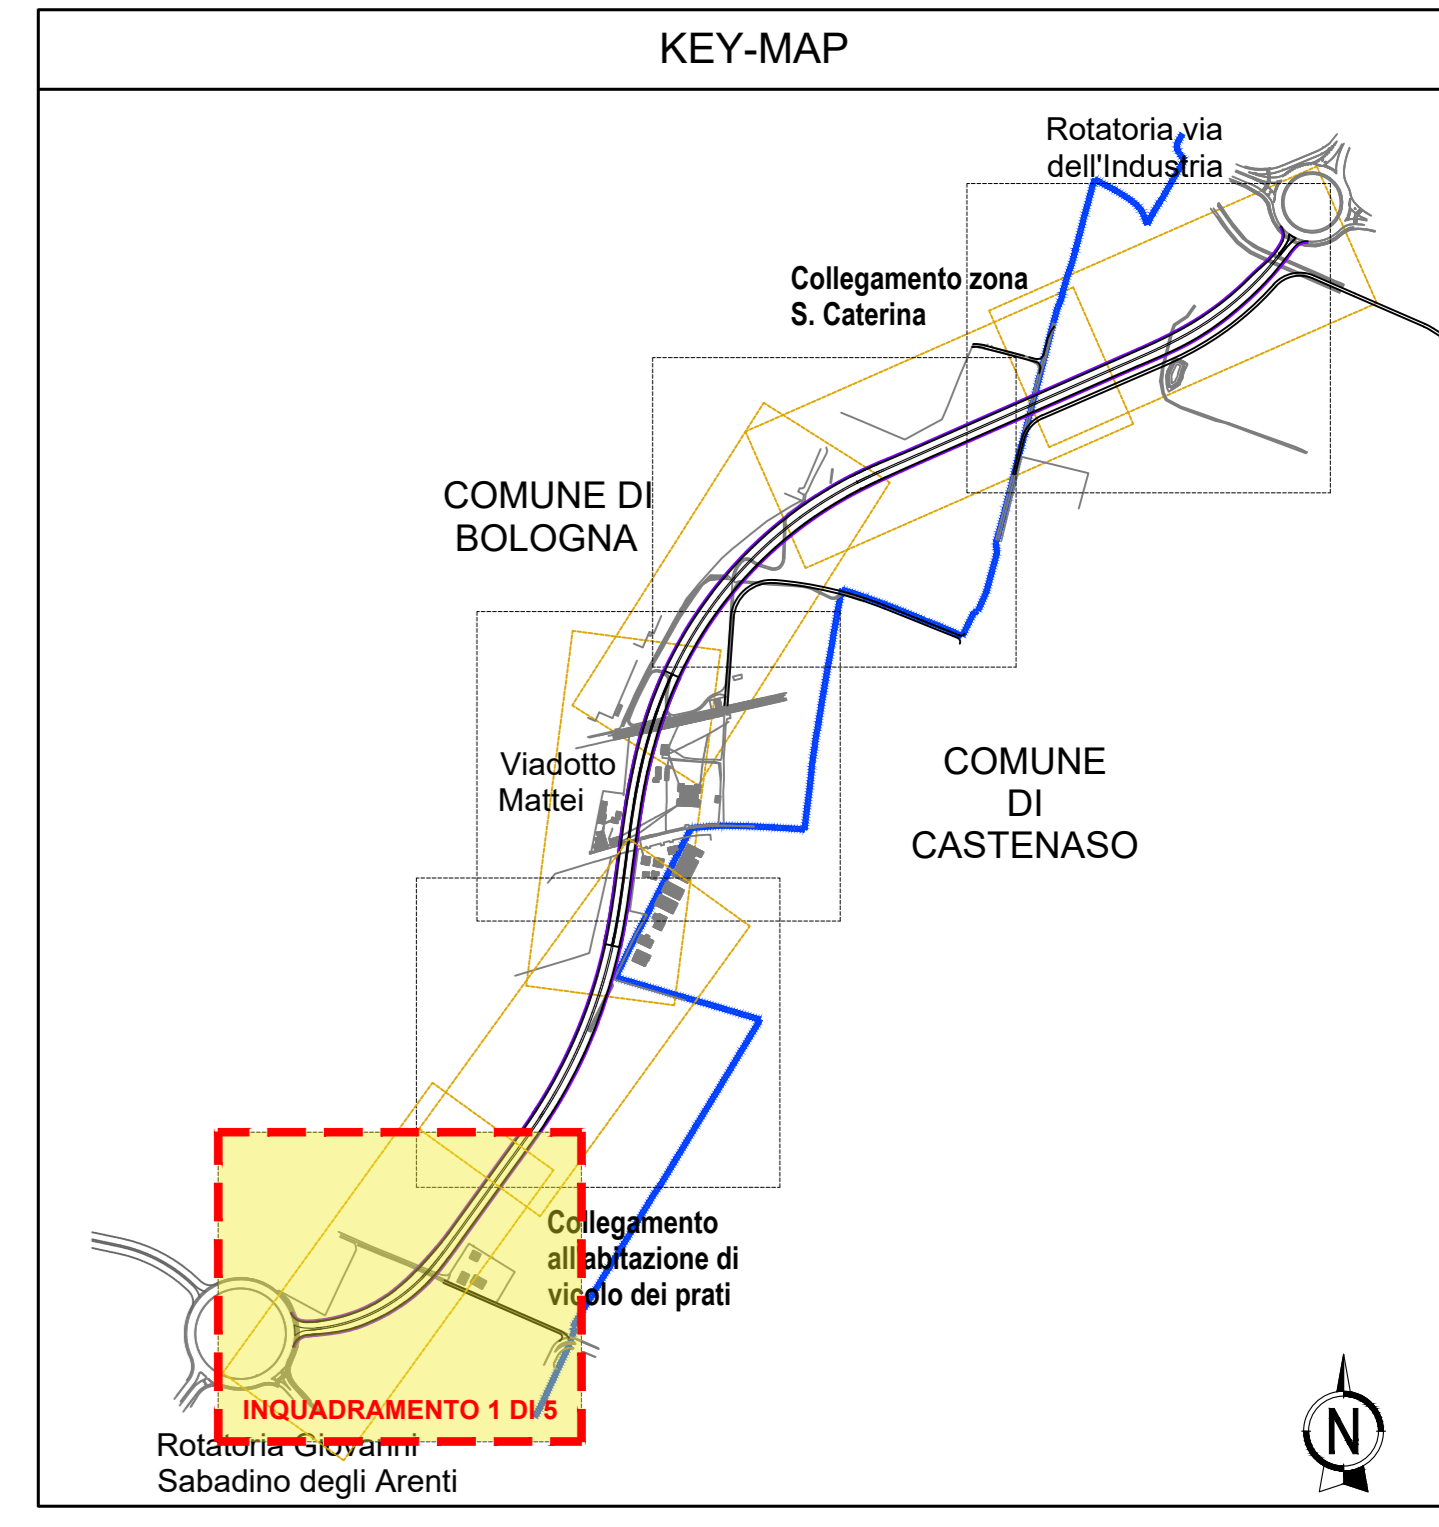 KEY-MAP
Rotatoria via
dell'Industria
Collegamento zona
S. Caterina
COMUNE DI
BOLOGNA
Viadotto
Mattei
COMUNE
DI
CASTENASO
Collegamento
all'abitazione di
vicolo dei prati
INQUADRAMENTO 1 DI 5
Rotatoria Giovanni
Sabadino degli Arenti
N